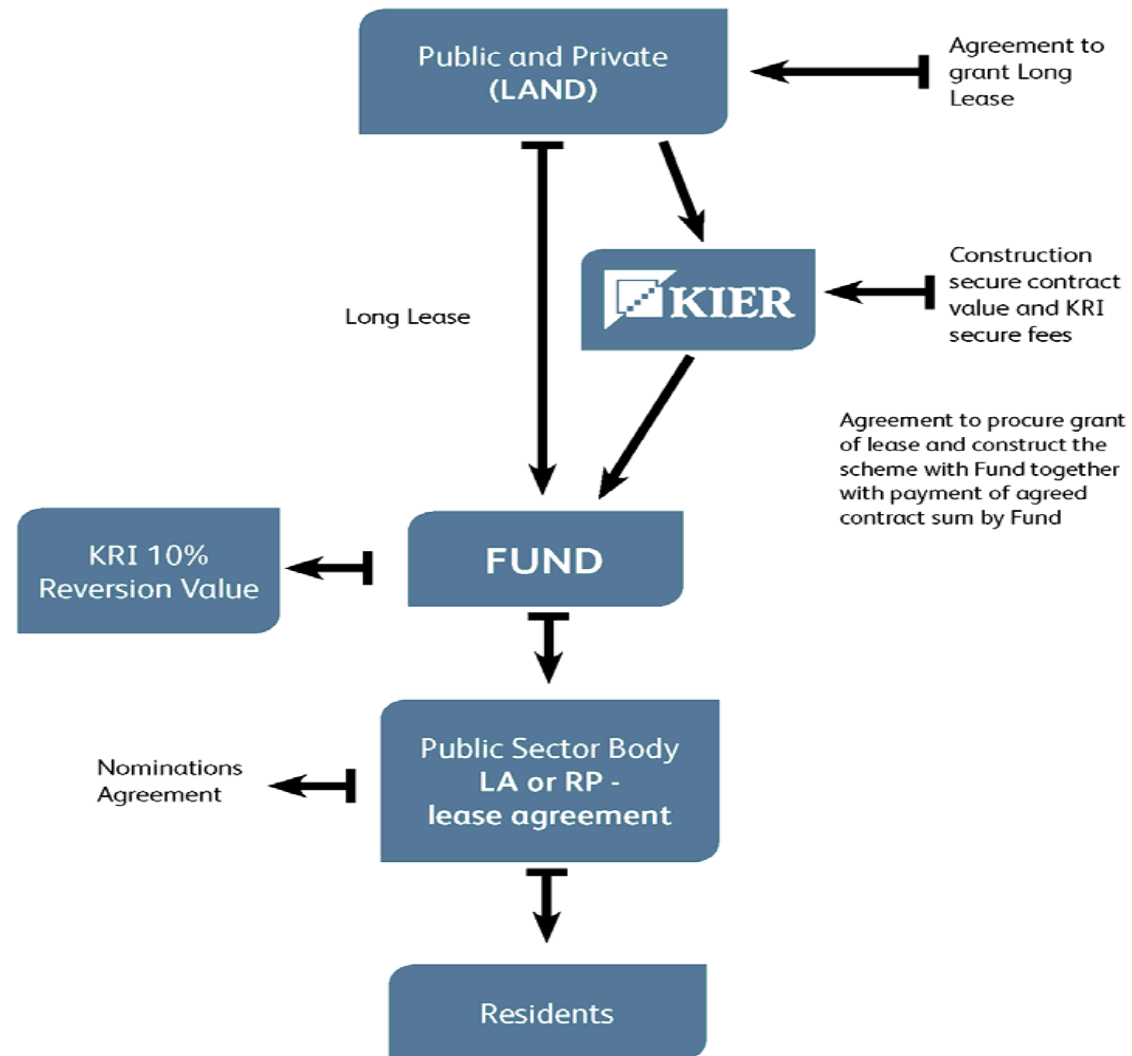 Public and Private
(LAND)
Agreement to
grant Long
Lease
KIER
Construction
secure contract
value and KRI
secure fees
Long Lease
Agreement to procure grant
of lease and construct the
scheme with Fund together
with payment of agreed
contract sum by Fund
KRI 10%
Reversion Value
FUND
Public Sector Body
LA or RP -
lease agreement
Nominations
Agreement
Residents